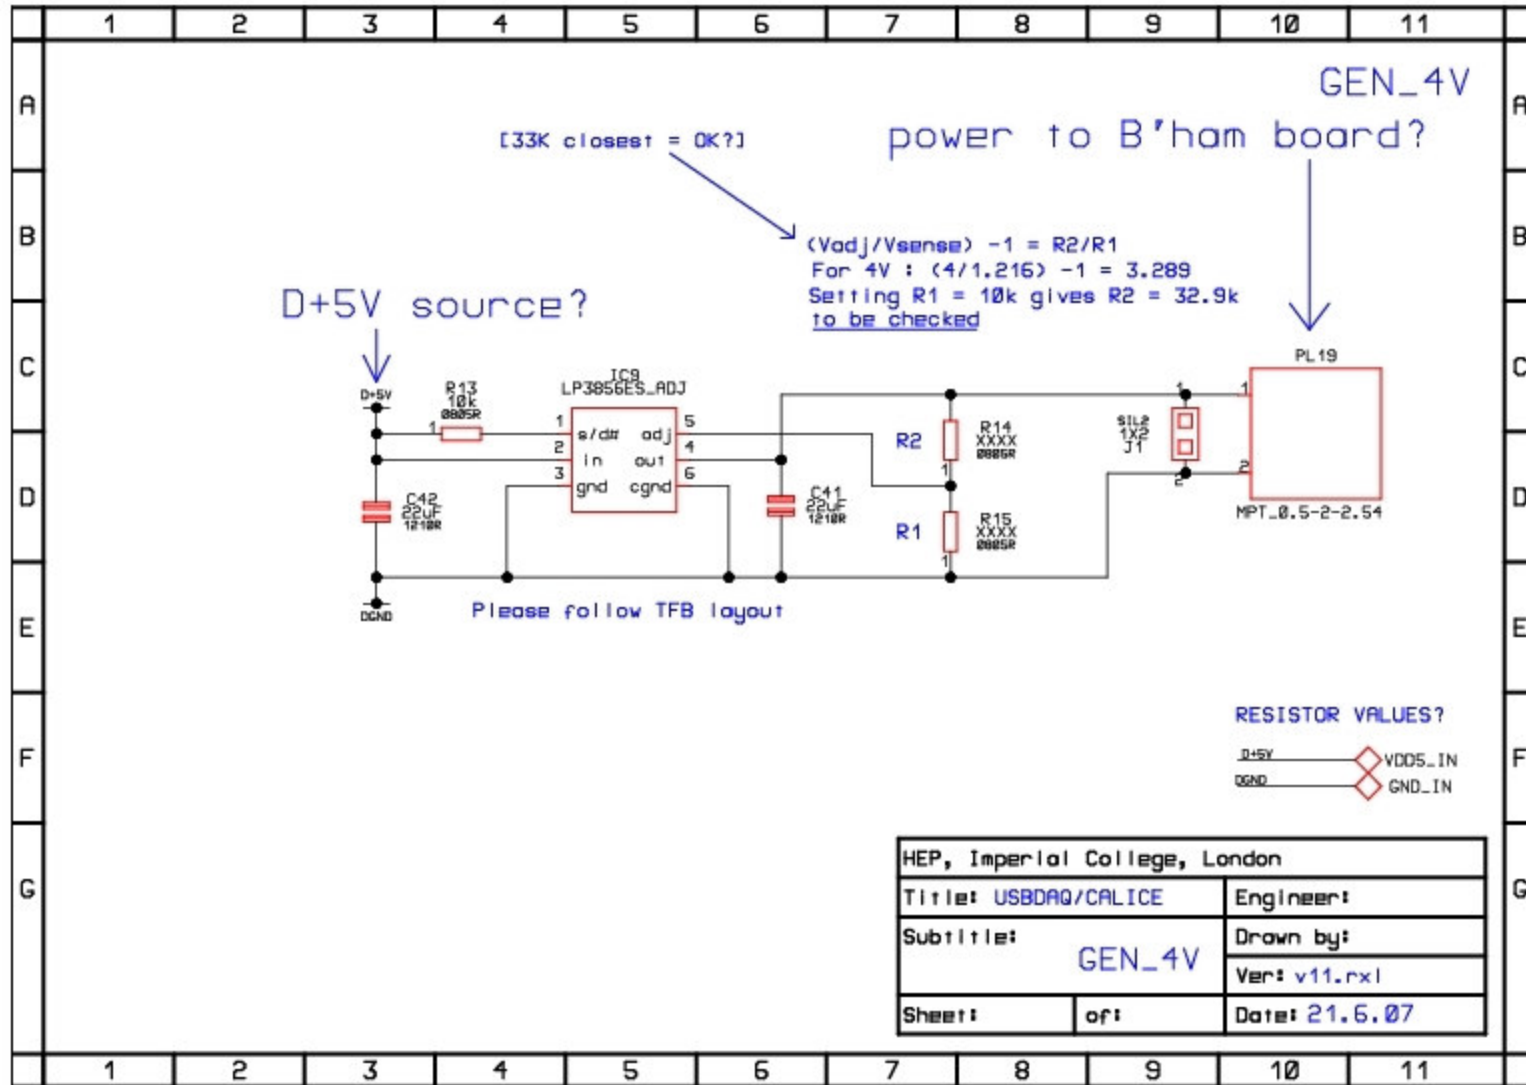 1 2 3 4 5 6 7 8 9 10 11
A A
GEN_4V
[33K closest = OK?]
power to B'ham board?
B B
(Vadj/Vsense) -1 = R2/R1
For 4V : (4/1.216) -1 = 3.289
Setting R1 = 10k gives R2 = 32.9k
to be checked
D+5V source?
C C
PL19
D+5V
R13
10k
0805R
1
IC9
LP3856ES_ADJ
1 s/d# adj 5
2 in out 4
3 gnd cgnd 6
R2
R14
XXXX
0805R
1
1
SIL2
1X2
J1
2
1
2
MPT_0.5-2-2.54
D D
C42
22uF
1210R
C41
22uF
1210R
R1
R15
XXXX
0805R
1
DGND
Please follow TFB layout
E E
RESISTOR VALUES?
F F
D+5V VDD5_IN
DGND GND_IN
G G
HEP, Imperial College, London
Title: USBDAQ/CALICE
Engineer:
Subtitle: GEN_4V
Drawn by:
Ver: v11.rxl
Sheet: of:
Date: 21.6.07
1 2 3 4 5 6 7 8 9 10 11